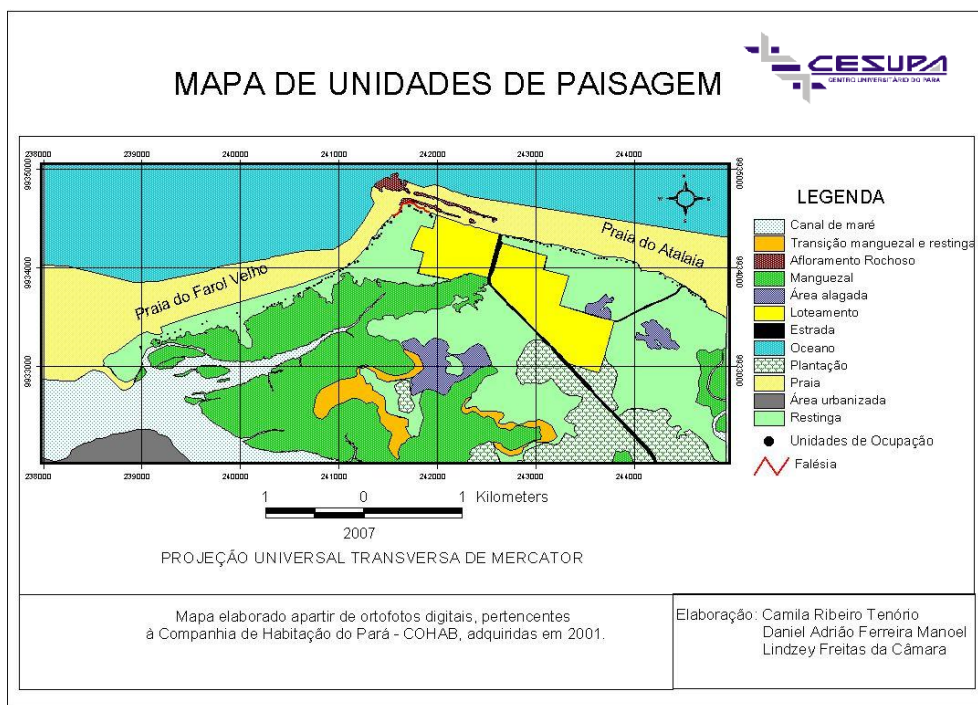 MAPA DE UNIDADES DE PAISAGEM
CESUPA
CENTRO UNIVERSITÁRIO DO PARÁ
238000 239000 240000 241000 242000 243000 244000
9935000 9935000
9934000 9934000
9933000 9933000
Praia do Farol Velho
Praia do Atalaia
238000 239000 240000 241000 242000 243000 244000
LEGENDA
Canal de maré
Transição manguezal e restinga
Afloramento Rochoso
Manguezal
Área alagada
Loteamento
Estrada
Oceano
Plantação
Praia
Área urbanizada
Restinga
Unidades de Ocupação
Falésia
1 0 1 Kilometers
2007
PROJEÇÃO UNIVERSAL TRANSVERSA DE MERCATOR
Mapa elaborado apartir de ortofotos digitais, pertencentes
à Companhia de Habitação do Pará - COHAB, adquiridas em 2001.
Elaboração: Camila Ribeiro Tenório
Daniel Adrião Ferreira Manoel
Lindzey Freitas da Câmara